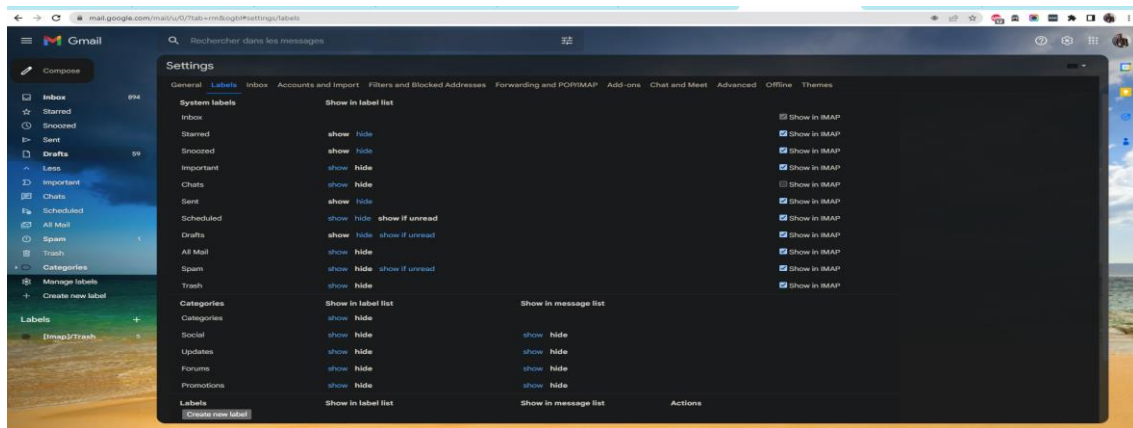 mail.google.com/mail/u/0/?tab=rm&ogbl#settings/labels
Gmail
Rechercher dans les messages
Compose
Inbox 894
Starred
Snoozed
Sent
Drafts 59
Less
Important
Chats
Scheduled
All Mail
Spam 1
Trash
Categories
Manage labels
Create new label
Labels
[Imap]/Trash 5
Settings
General Labels Inbox Accounts and Import Filters and Blocked Addresses Forwarding and POP/IMAP Add-ons Chat and Meet Advanced Offline Themes
System labels Show in label list
Inbox Show in IMAP
Starred show hide Show in IMAP
Snoozed show hide Show in IMAP
Important show hide Show in IMAP
Chats show hide Show in IMAP
Sent show hide Show in IMAP
Scheduled show hide show if unread Show in IMAP
Drafts show hide show if unread Show in IMAP
All Mail show hide Show in IMAP
Spam show hide show if unread Show in IMAP
Trash show hide Show in IMAP
Categories Show in label list Show in message list
Categories show hide
Social show hide show hide
Updates show hide show hide
Forums show hide show hide
Promotions show hide show hide
Labels Show in label list Show in message list Actions
Create new label